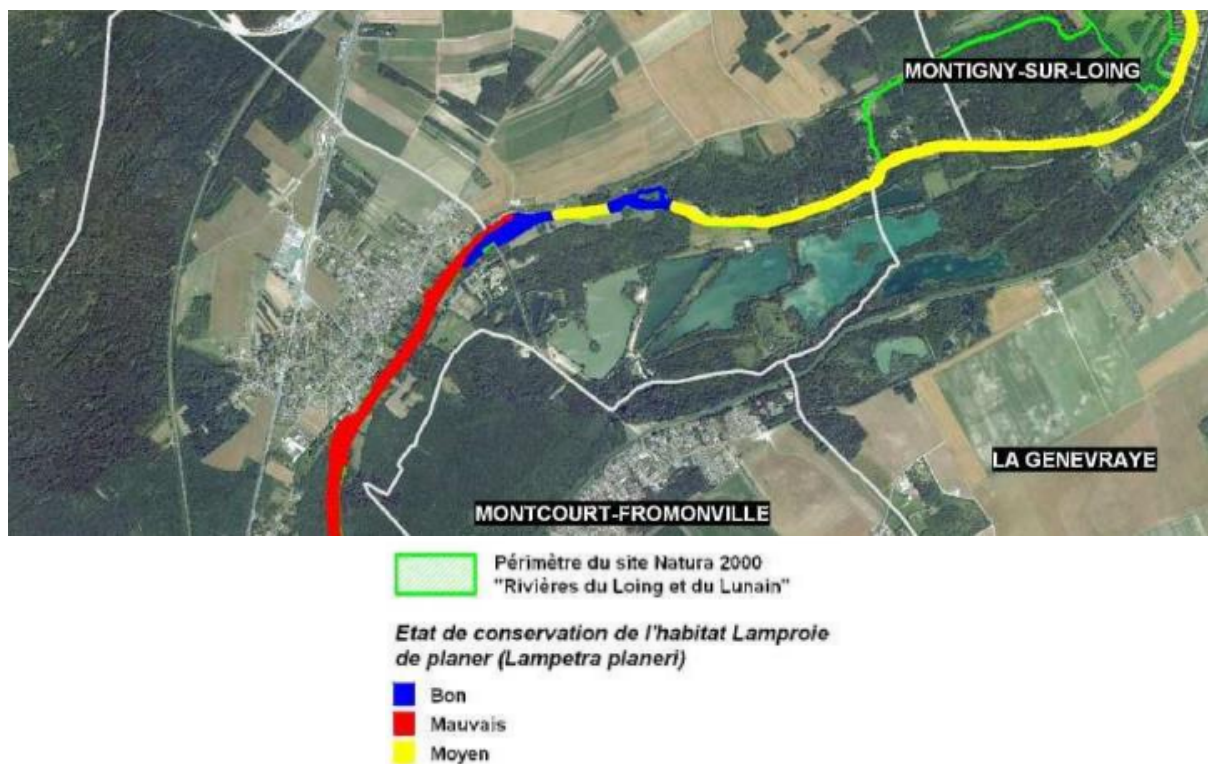 MONTIGNY-SUR-LOING
LA GENEVRAYE
MONTCOURT-FROMONVILLE
Périmètre du site Natura 2000
"Rivières du Loing et du Lunain"
Etat de conservation de l'habitat Lamproie
de planer (Lampetra planeri)
Bon
Mauvais
Moyen